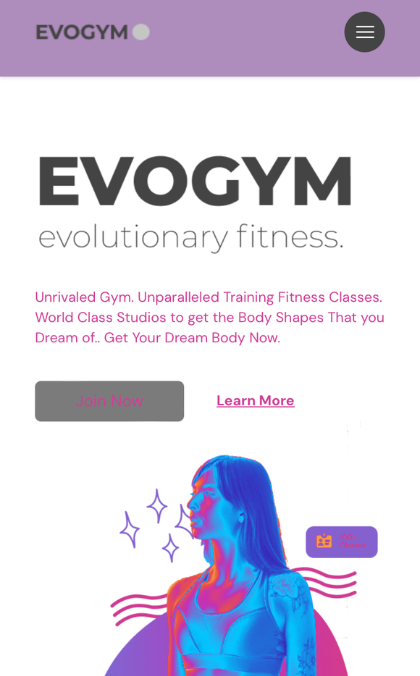 EVOGYM
EVOGYM
evolutionary fitness.
Unrivaled Gym. Unparalleled Training Fitness Classes.
World Class Studios to get the Body Shapes That you
Dream of.. Get Your Dream Body Now.
Join Now
Learn More